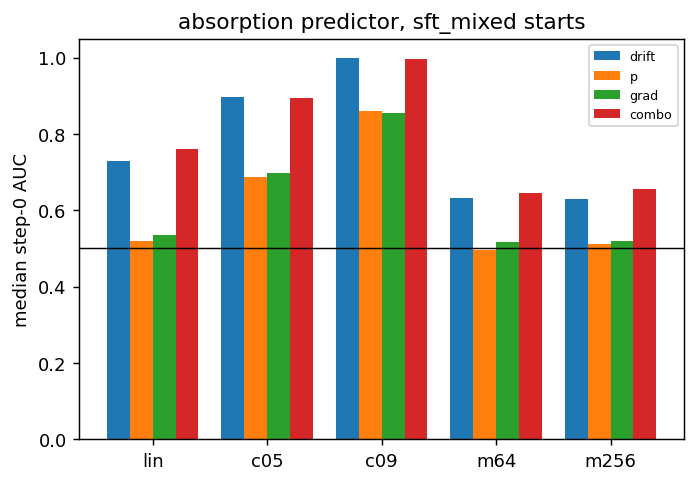 absorption predictor, sft_mixed starts
drift
p
grad
combo
median step-0 AUC
1.0
0.8
0.6
0.4
0.2
0.0
lin c05 c09 m64 m256